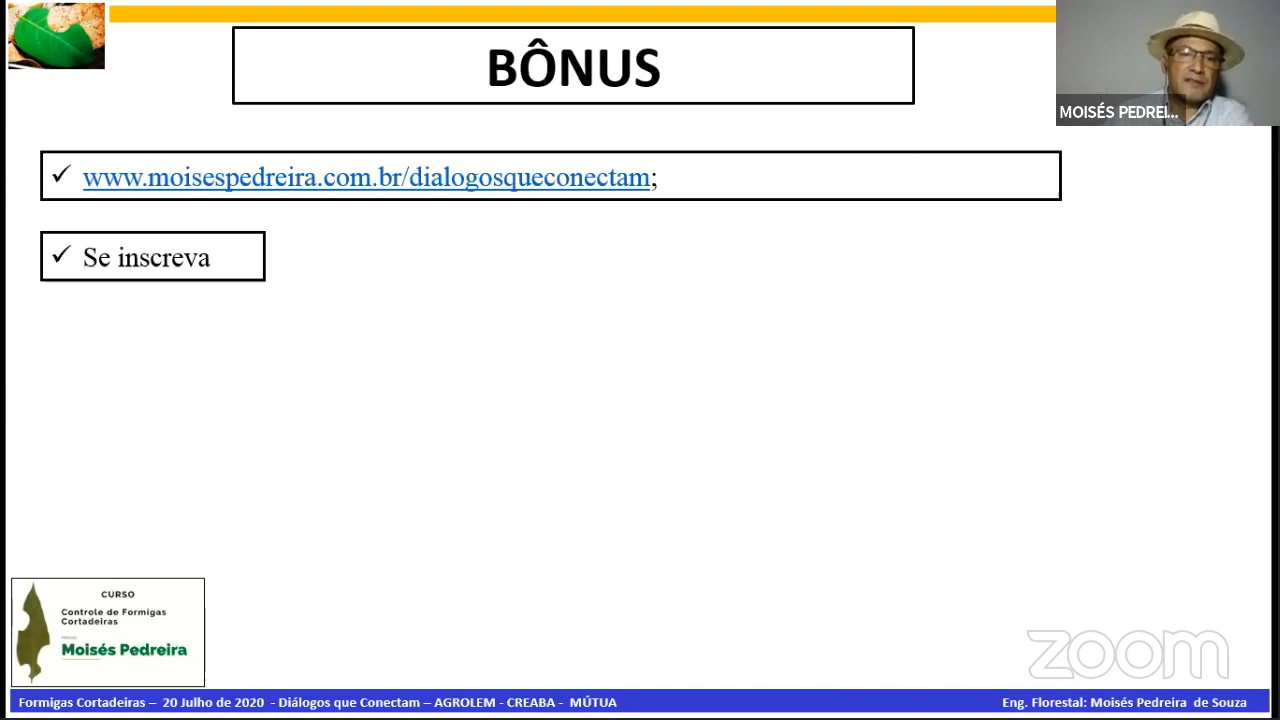 BÔNUS
MOISÉS PEDREI...
✓ www.moisespedreira.com.br/dialogosqueconectam;
✓ Se inscreva
CURSO
Controle de Formigas
Cortadeiras
Moisés Pedreira
zoom
Formigas Cortadeiras – 20 Julho de 2020 - Diálogos que Conectam – AGROLEM - CREABA - MÚTUA
Eng. Florestal: Moisés Pedreira de Souza